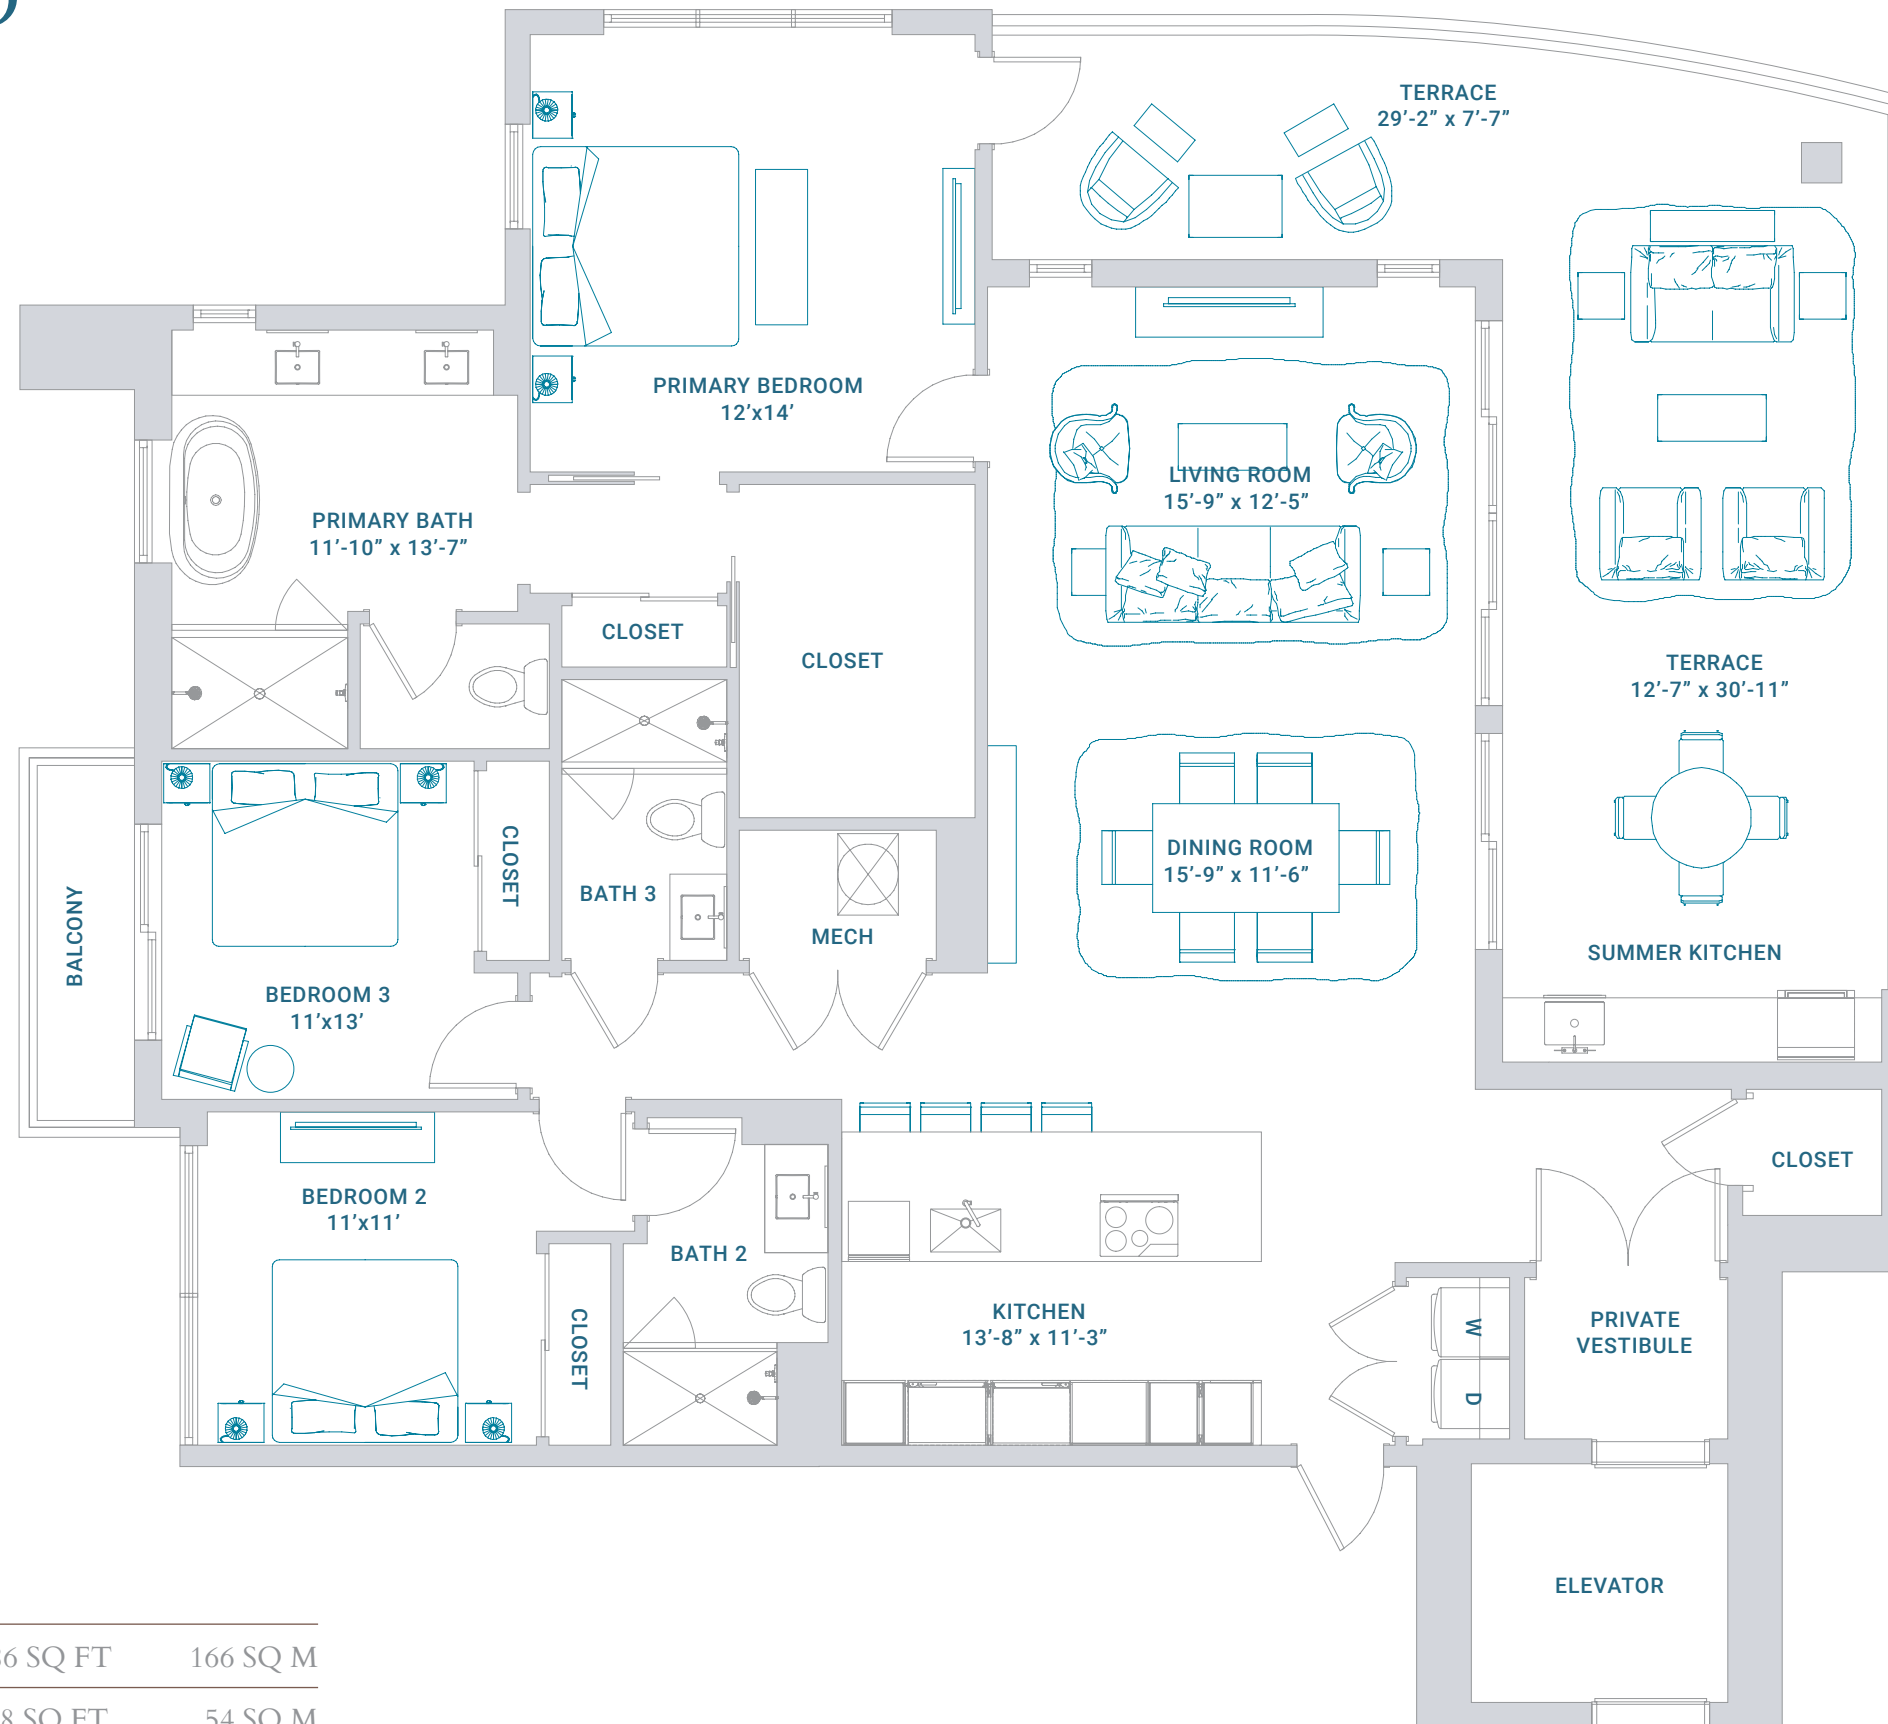 TERRACE
29’-2” x 7’-7”
PRIMARY BEDROOM
12’x14’
LIVING ROOM
15’-9” x 12’-5”
PRIMARY BATH
11’-10” x 13’-7”
CLOSET
CLOSET
TERRACE
12’-7” x 30’-11”
DINING ROOM
15’-9” x 11’-6”
CLOSET
BATH 3
MECH
BALCONY
SUMMER KITCHEN
BEDROOM 3
11’x13’
CLOSET
BEDROOM 2
11’x11’
BATH 2
KITCHEN
13’-8” x 11’-3”
CLOSET
W
D
PRIVATE
VESTIBULE
ELEVATOR
6 SQ FT 166 SQ M
8 SQ FT 54 SQ M